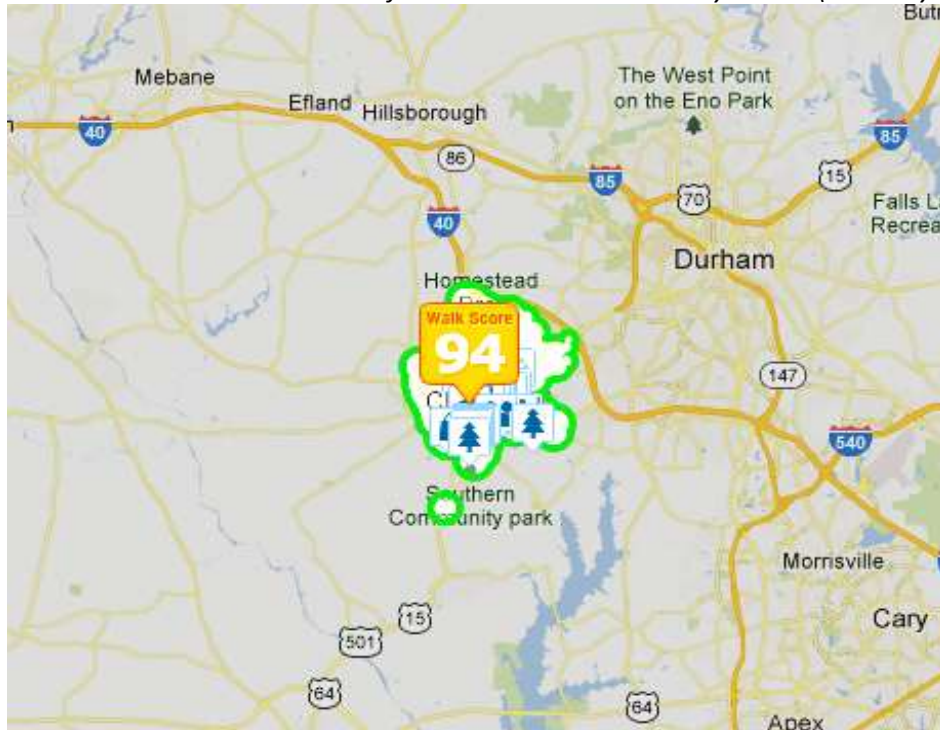 Mebane
Efland
Hillsborough
The West Point
on the Eno Park
40
86
85
85
15
70
40
Falls L
Recrea
Durham
Homestead
Walk Score
94
147
540
Southern
Community park
Morrisville
Cary
15
501
64
64
Apex